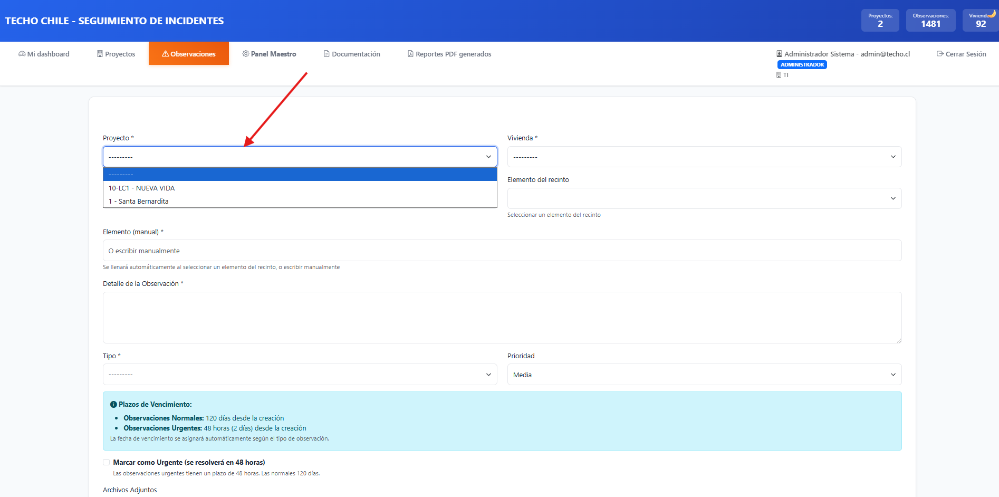 TECHO CHILE - SEGUIMIENTO DE INCIDENTES
Proyectos:
2
Observaciones:
1481
92
Mi dashboard
Proyectos
Observaciones
Panel Maestro
Documentación
Reportes PDF generados
Administrador Sistema - admin@techo.cl
ADMINISTRADOR
TI
Cerrar Sesión
Proyecto *
---------
---------
10-LC1 - NUEVA VIDA
1 - Santa Bernardita
Vivienda *
---------
Elemento del recinto
Seleccionar un elemento del recinto
Elemento (manual) *
O escribir manualmente
Se llenará automáticamente al seleccionar un elemento del recinto, o escribir manualmente
Detalle de la Observación *
Tipo *
---------
Prioridad
Media
Plazos de Vencimiento:
• Observaciones Normales: 120 días desde la creación
• Observaciones Urgentes: 48 horas (2 días) desde la creación
La fecha de vencimiento se asignará automáticamente según el tipo de observación.
Marcar como Urgente (se resolverá en 48 horas)
Las observaciones urgentes tienen un plazo de 48 horas. Las normales 120 días.
Archivos Adjuntos